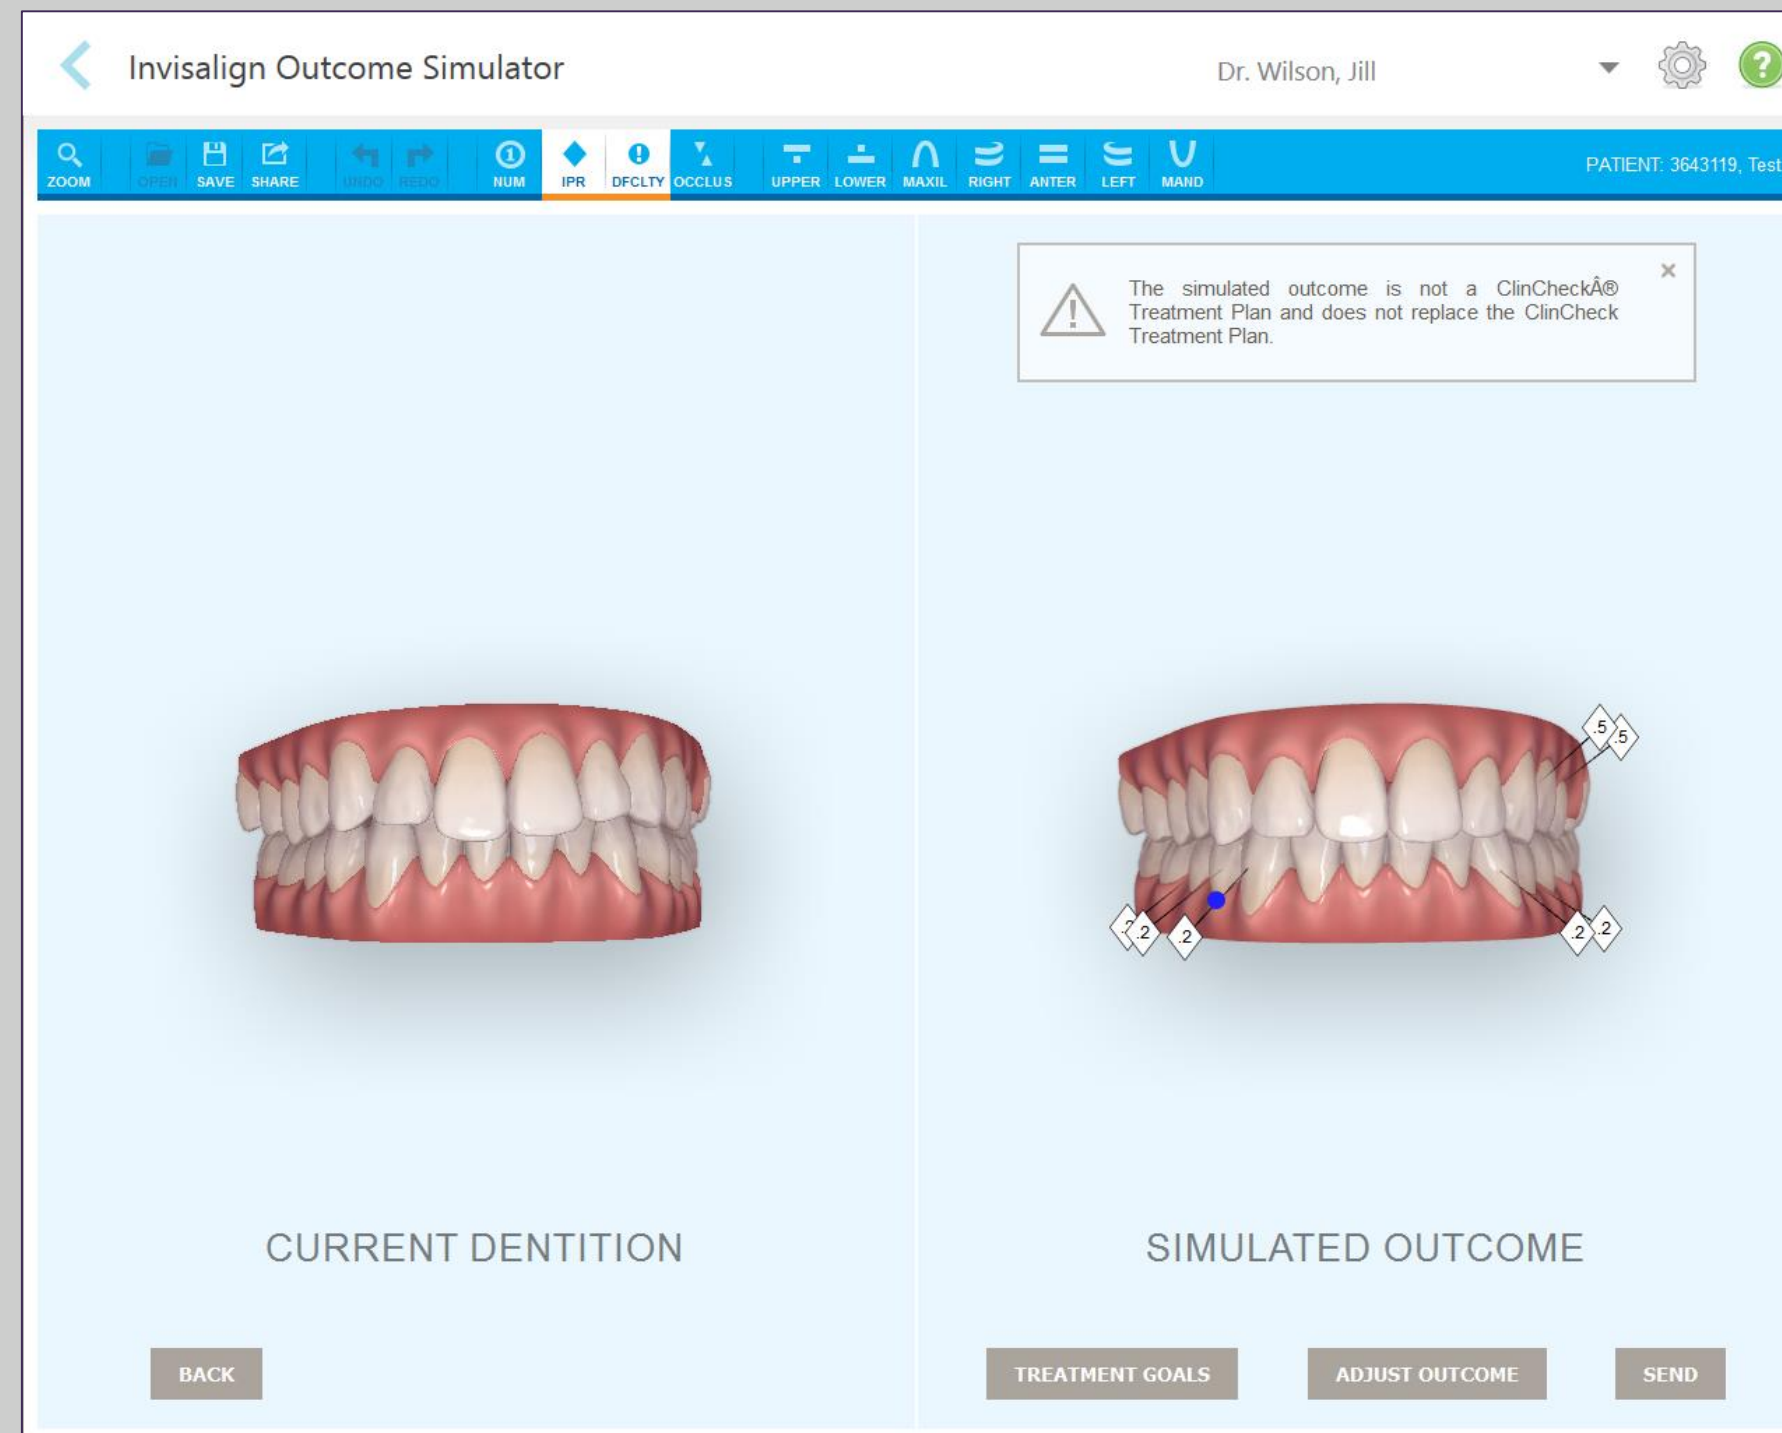 Invisalign Outcome Simulator
Dr. Wilson, Jill
?
ZOOM OPEN SAVE SHARE UNDO REDO NUM IPR DFCLTY OCCLUS UPPER LOWER MAXIL RIGHT ANTER LEFT MAND
PATIENT: 3643119, Test
The simulated outcome is not a ClinCheckÂ®
Treatment Plan and does not replace the ClinCheck
Treatment Plan.
.5 .5
.2 .2 .2 .2 .2
CURRENT DENTITION
SIMULATED OUTCOME
BACK
TREATMENT GOALS
ADJUST OUTCOME
SEND